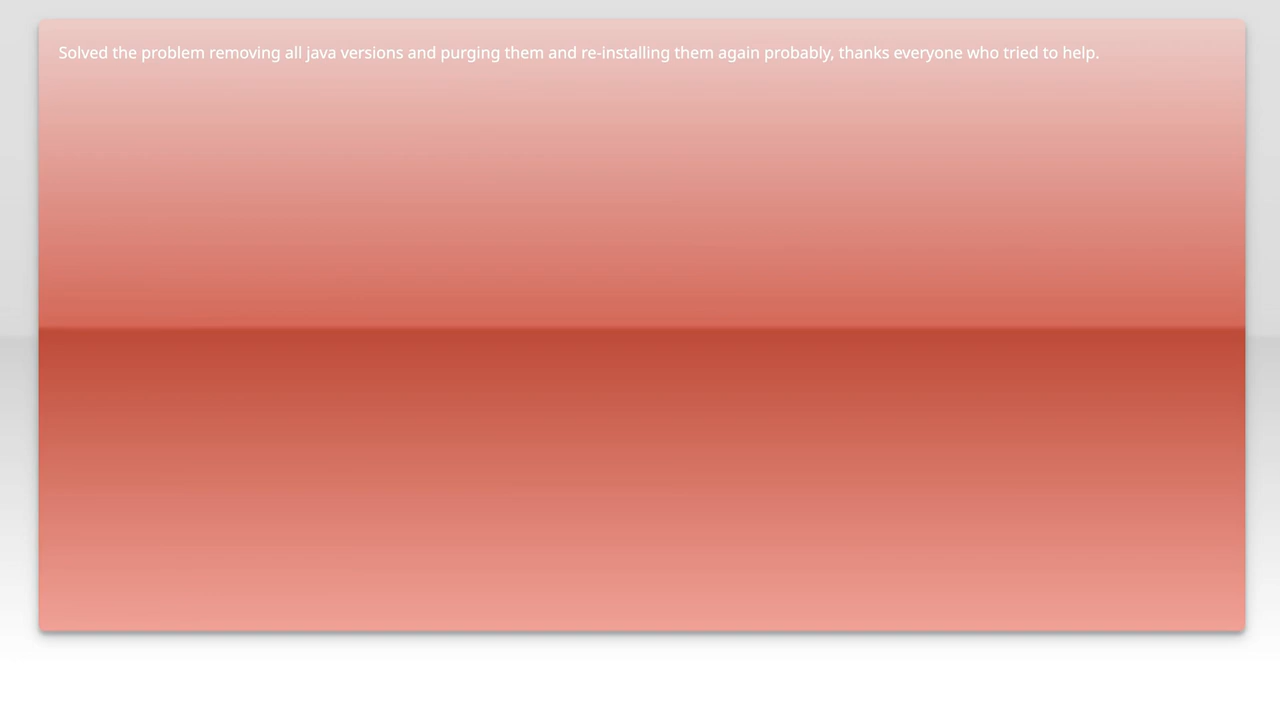 Solved the problem removing all java versions and purging them and re-installing them again probably, thanks everyone who tried to help.